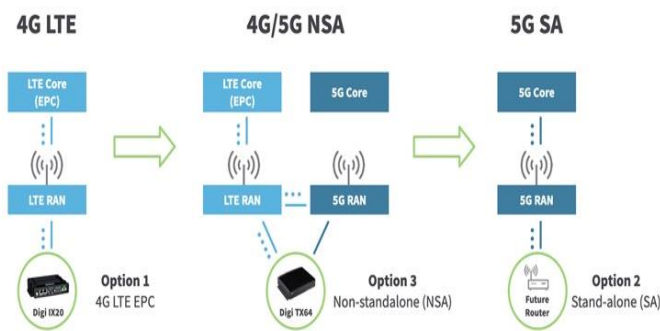 4G LTE
4G/5G NSA
5G SA
LTE Core
(EPC)
LTE Core
(EPC)
5G Core
5G Core
LTE RAN
LTE RAN
5G RAN
5G RAN
Digi IX20
Option 1
4G LTE EPC
Digi TX64
Option 3
Non-standalone (NSA)
Future
Router
Option 2
Stand-alone (SA)